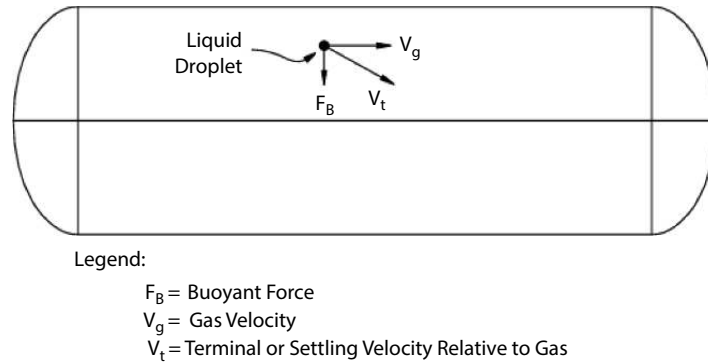 Liquid
Droplet
V_g
F_B
V_t
Legend:
F_B = Buoyant Force
V_g = Gas Velocity
V_t = Terminal or Settling Velocity Relative to Gas